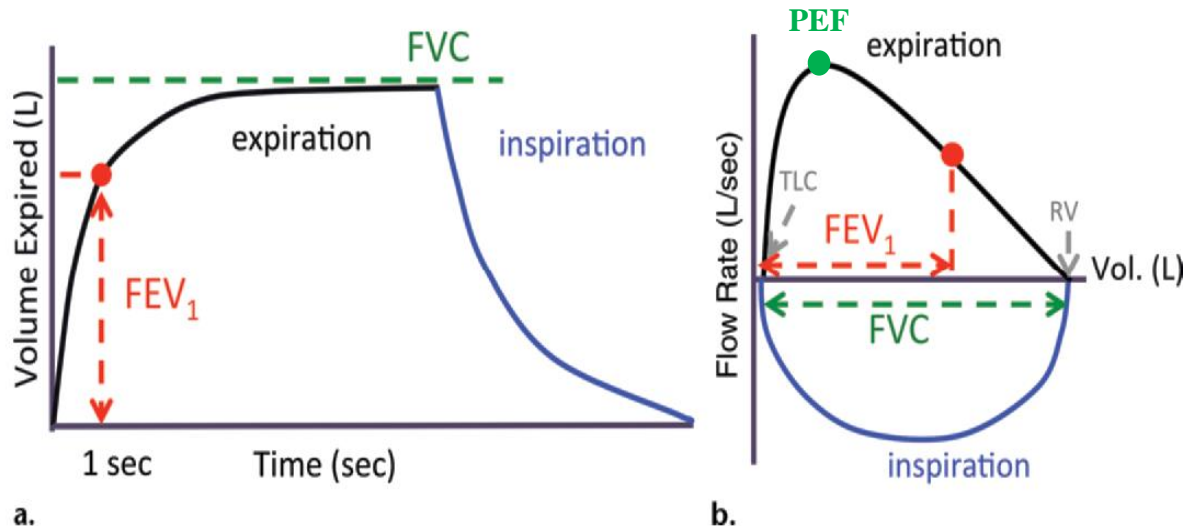 FVC
expiration
inspiration
FEV1
Volume Expired (L)
1 sec
Time (sec)
a.
PEF
expiration
TLC
FEV1
RV
Vol. (L)
FVC
Flow Rate (L/sec)
inspiration
b.